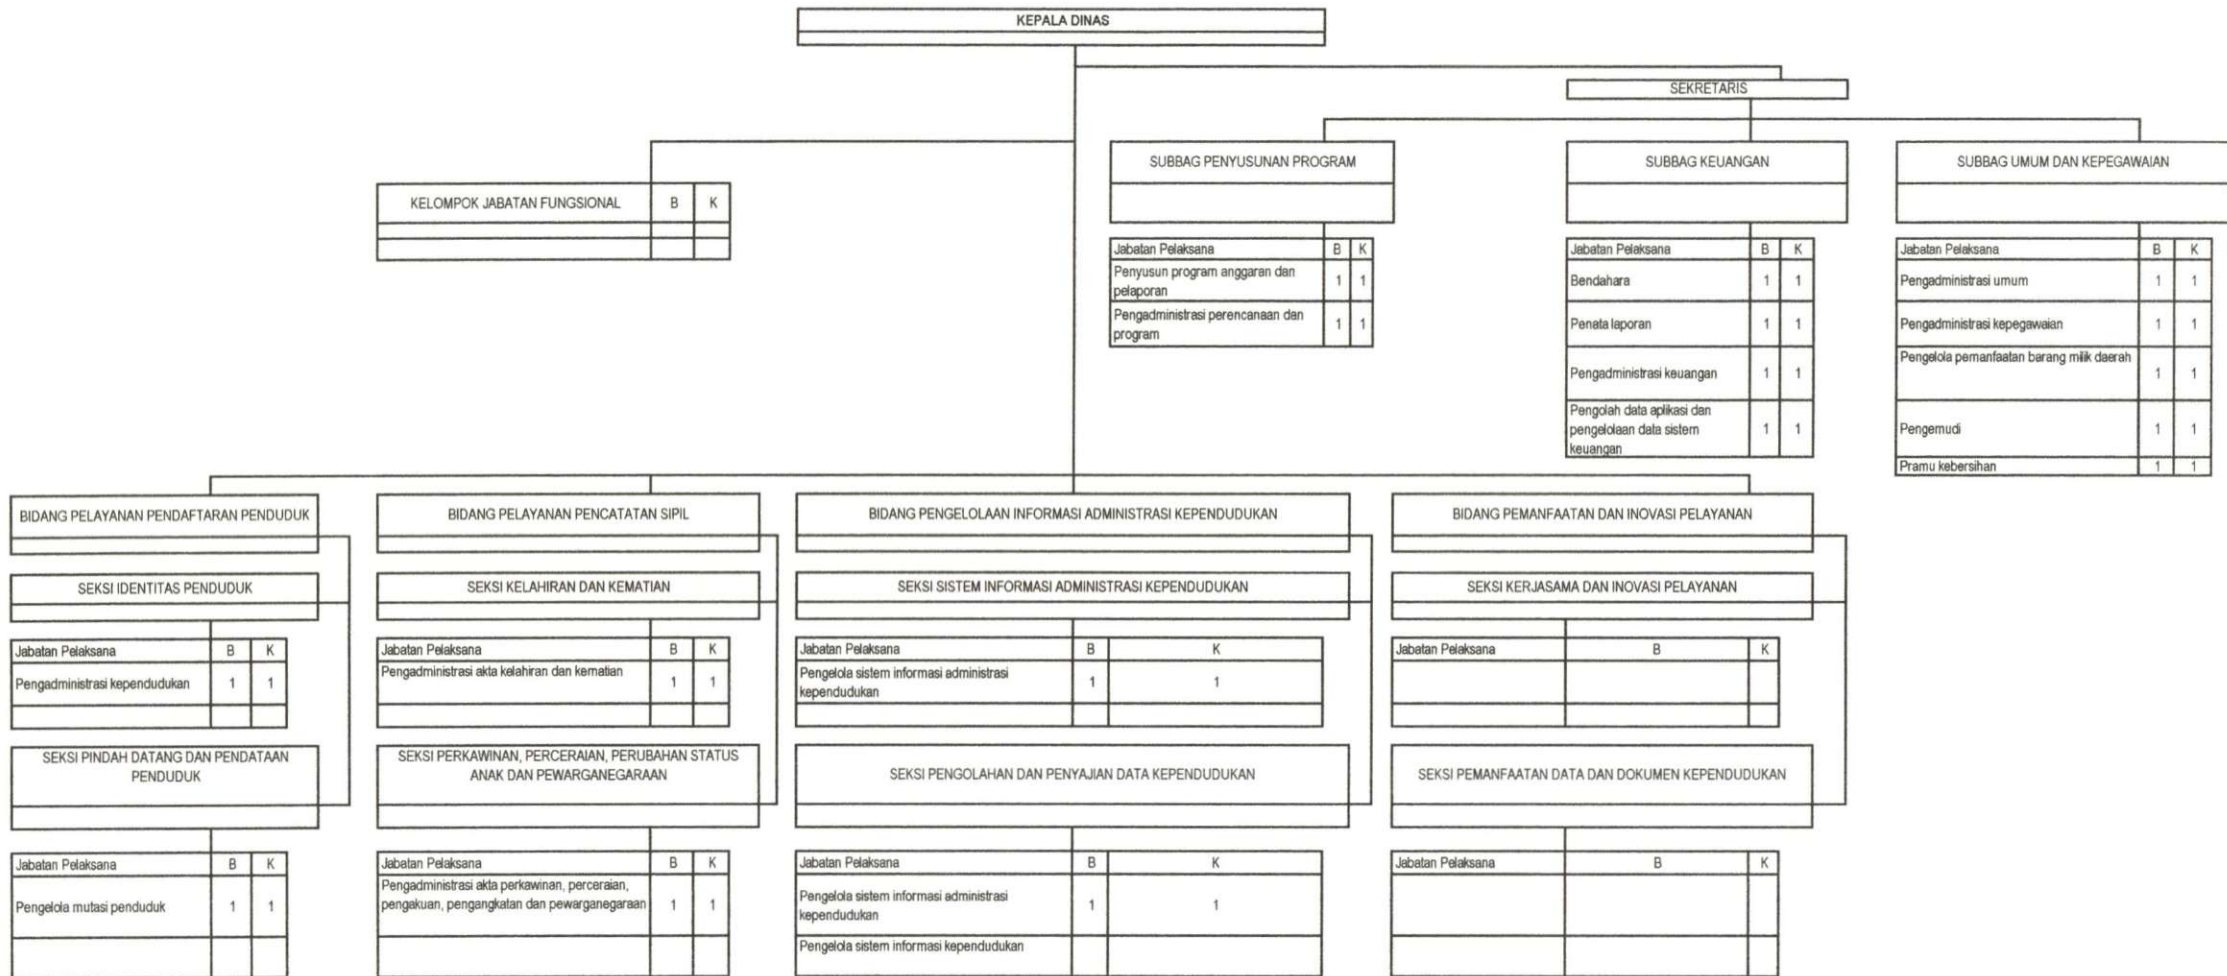 KEPALA DINAS
SEKRETARIS
SUBBAG PENYUSUNAN PROGRAM
SUBBAG KEUANGAN
SUBBAG UMUM DAN KEPEGAWAIAN
KELOMPOK JABATAN FUNGSIONAL B K
Jabatan Pelaksana B K
Penyusun program anggaran dan
pelaporan 1 1
Pengadministrasi perencanaan dan
program 1 1
Jabatan Pelaksana B K
Bendahara 1 1
Penata laporan 1 1
Pengadministrasi keuangan 1 1
Pengolah data aplikasi dan
pengelolaan data sistem
keuangan 1 1
Jabatan Pelaksana B K
Pengadministrasi umum 1 1
Pengadministrasi kepegawaian 1 1
Pengelola pemanfaatan barang milik daerah 1 1
Pengemudi 1 1
Pramu kebersihan 1 1
BIDANG PELAYANAN PENDAFTARAN PENDUDUK
SEKSI IDENTITAS PENDUDUK
Jabatan Pelaksana B K
Pengadministrasi kependudukan 1 1
SEKSI PINDAH DATANG DAN PENDATAAN
PENDUDUK
Jabatan Pelaksana B K
Pengelola mutasi penduduk 1 1
BIDANG PELAYANAN PENCATATAN SIPIL
SEKSI KELAHIRAN DAN KEMATIAN
Jabatan Pelaksana B K
Pengadministrasi akta kelahiran dan kematian 1 1
SEKSI PERKAWINAN, PERCERAIAN, PERUBAHAN STATUS
ANAK DAN PEWARGANEGARAAN
Jabatan Pelaksana B K
Pengadministrasi akta perkawinan, perceraian,
pengakuan, pengangkatan dan pewarganegaraan 1 1
BIDANG PENGELOLAAN INFORMASI ADMINISTRASI KEPENDUDUKAN
SEKSI SISTEM INFORMASI ADMINISTRASI KEPENDUDUKAN
Jabatan Pelaksana B K
Pengelola sistem informasi administrasi
kependudukan 1 1
SEKSI PENGOLAHAN DAN PENYAJIAN DATA KEPENDUDUKAN
Jabatan Pelaksana B K
Pengelola sistem informasi administrasi
kependudukan 1 1
Pengelola sistem informasi kependudukan
BIDANG PEMANFAATAN DAN INOVASI PELAYANAN
SEKSI KERJASAMA DAN INOVASI PELAYANAN
Jabatan Pelaksana B K
SEKSI PEMANFAATAN DATA DAN DOKUMEN KEPENDUDUKAN
Jabatan Pelaksana B K